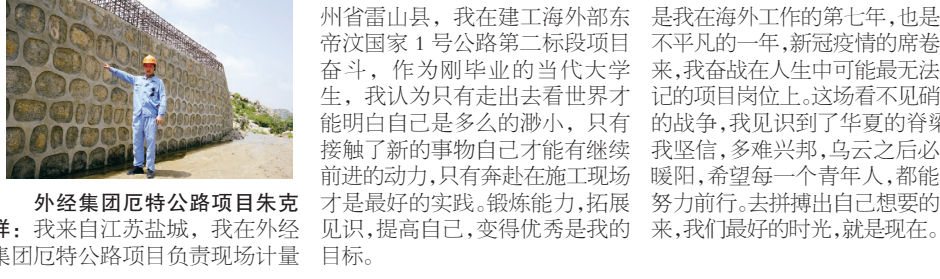 外经集团厄特公路项目朱克
祥：我来自江苏盐城，我在外经
集团厄特公路项目负责现场计量
州省雷山县，我在建工海外部东
帝汶国家1号公路第二标段项目
奋斗，作为刚毕业的当代大学
生，我认为只有走出去看世界才
能明白自己是多么的渺小，只有
接触了新的事物自己才能有继续
前进的动力，只有奔赴在施工现场
才是最好的实践。锻炼能力，拓展
见识，提高自己，变得优秀是我的
目标。
是我在海外工作的第七年，也是
不平凡的一年，新冠疫情的席卷
来，我奋战在人生中可能最无法
记的项目岗位上。这场看不见硝
的战争，我见识到了华夏的脊梁
我坚信，多难兴邦，乌云之后必
暖阳，希望每一个青年人，都能
努力前行。去拼搏出自己想要的
来，我们最好的时光，就是现在。